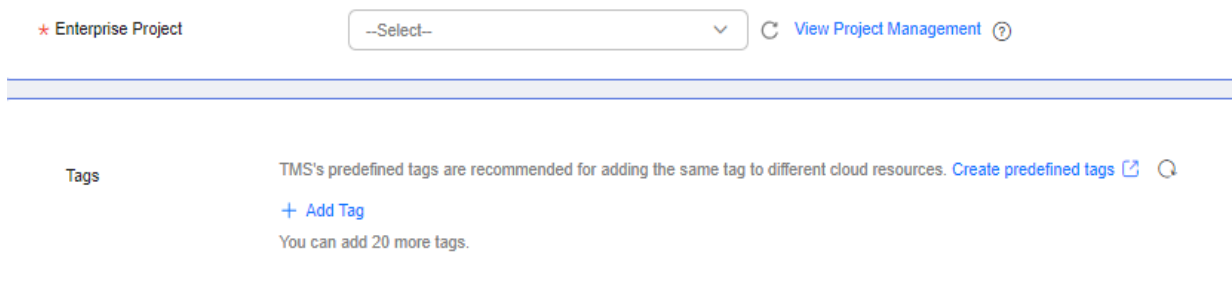 * Enterprise Project --Select-- View Project Management ?
Tags TMS's predefined tags are recommended for adding the same tag to different cloud resources. Create predefined tags
+ Add Tag
You can add 20 more tags.